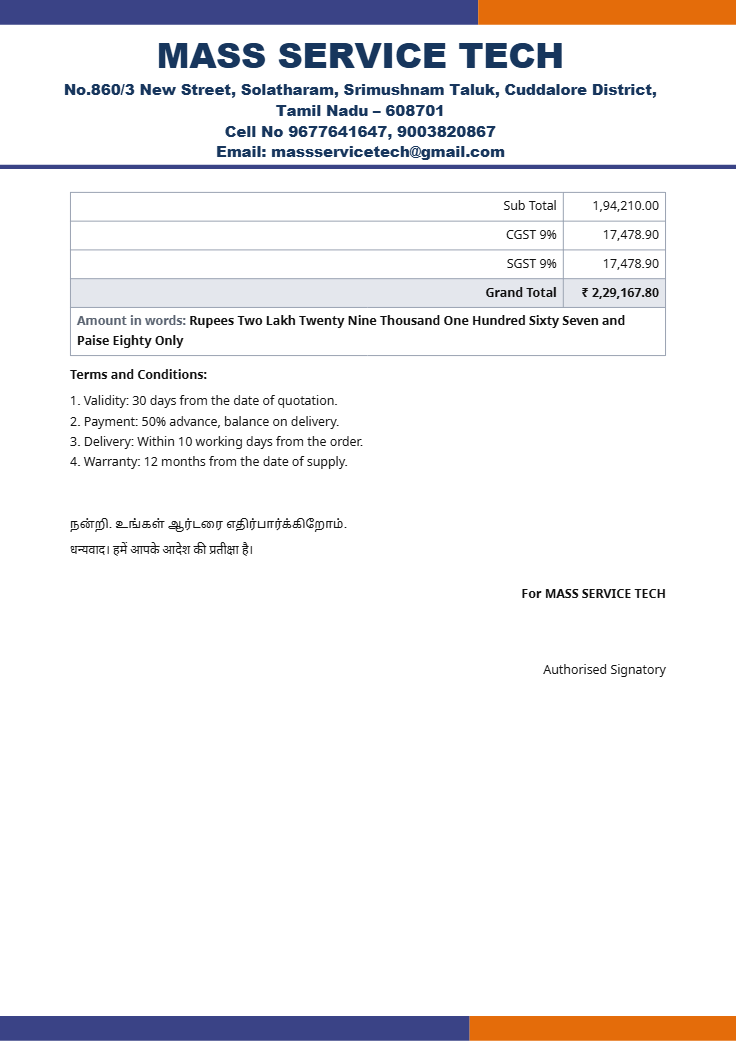 MASS SERVICE TECH
No.860/3 New Street, Solatharam, Srimushnam Taluk, Cuddalore District,
Tamil Nadu – 608701
Cell No 9677641647, 9003820867
Email: massservicetech@gmail.com
Sub Total 1,94,210.00
CGST 9% 17,478.90
SGST 9% 17,478.90
Grand Total ₹ 2,29,167.80
Amount in words: Rupees Two Lakh Twenty Nine Thousand One Hundred Sixty Seven and
Paise Eighty Only
Terms and Conditions:
1. Validity: 30 days from the date of quotation.
2. Payment: 50% advance, balance on delivery.
3. Delivery: Within 10 working days from the order.
4. Warranty: 12 months from the date of supply.
நன்றி. உங்கள் ஆர்டரை எதிர்பார்க்கிறோம்.
धन्यवाद। हमें आपके आदेश की प्रतीक्षा है।
For MASS SERVICE TECH
Authorised Signatory